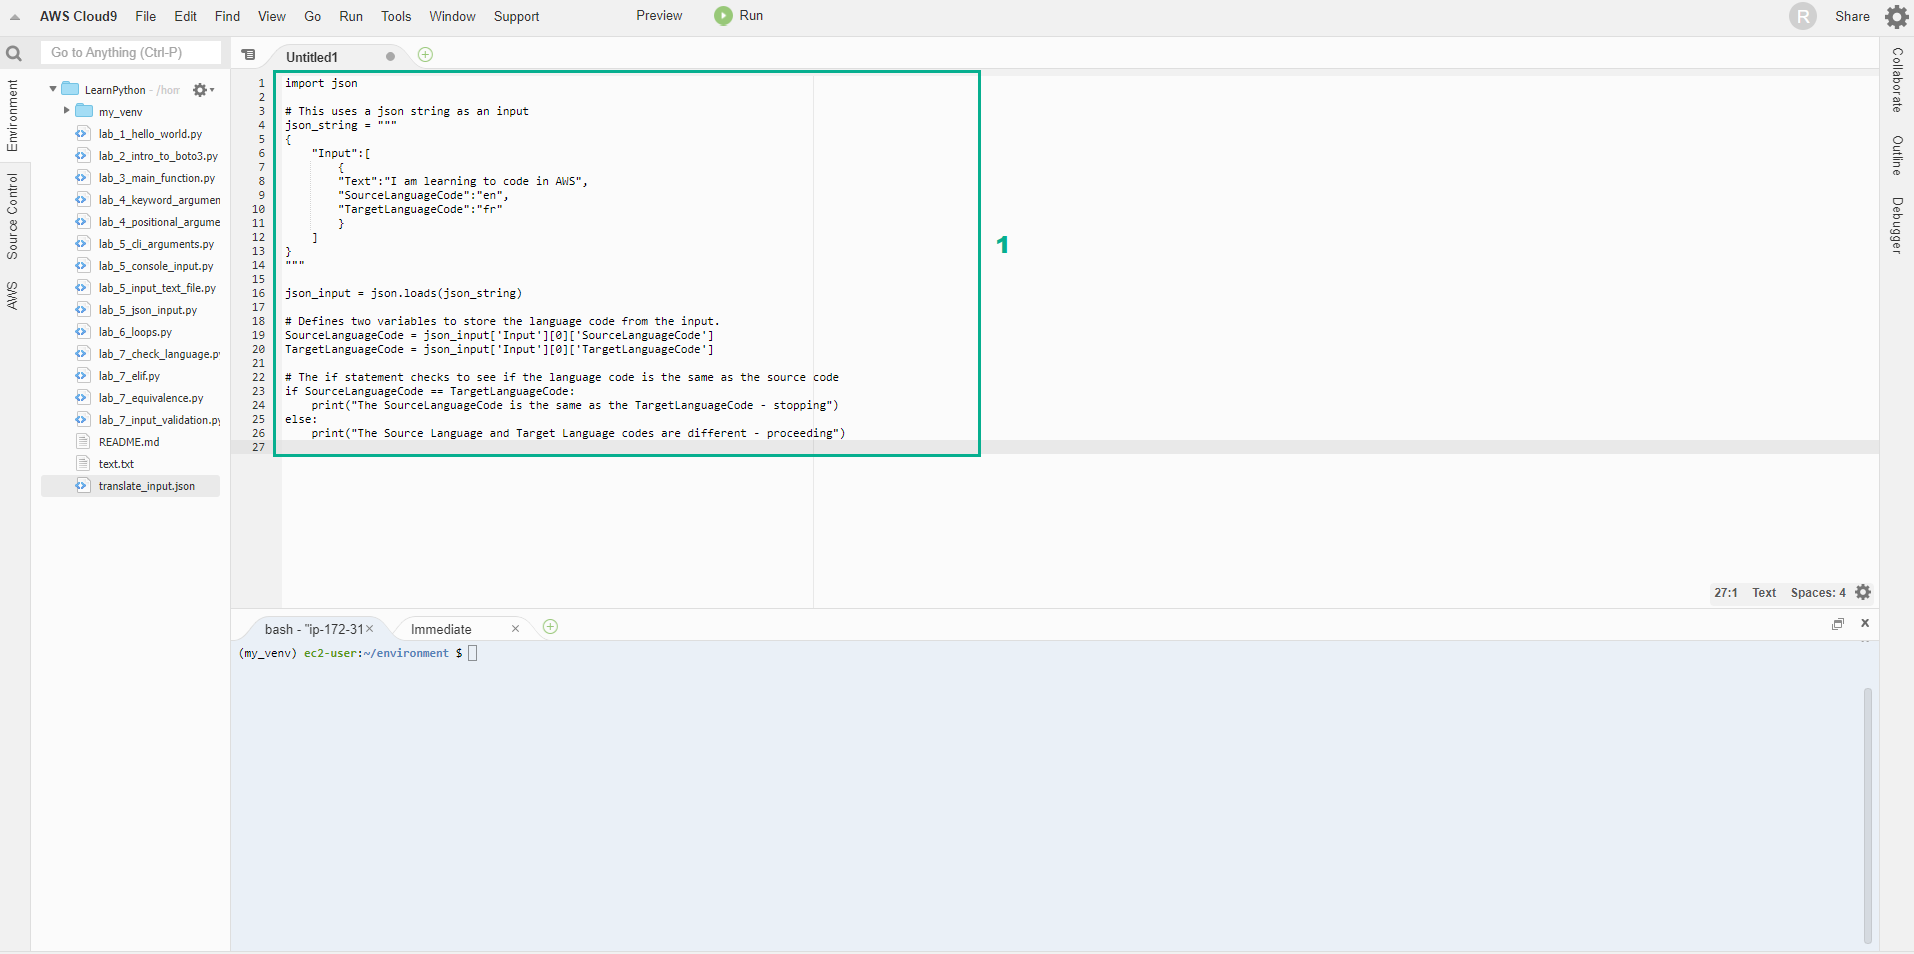 AWS Cloud9 File Edit Find View Go Run Tools Window Support Preview Run R Share
Go to Anything (Ctrl-P)
Environment
Source Control
AWS
LearnPython - /hom
my_venv
lab_1_hello_world.py
lab_2_intro_to_boto3.py
lab_3_main_function.py
lab_4_keyword_argumen
lab_4_positional_argume
lab_5_cli_arguments.py
lab_5_console_input.py
lab_5_input_text_file.py
lab_5_json_input.py
lab_6_loops.py
lab_7_check_language.py
lab_7_elif.py
lab_7_equivalence.py
lab_7_input_validation.py
README.md
text.txt
translate_input.json
Untitled1
1 import json
2
3 # This uses a json string as an input
4 json_string = """
5 {
6     "Input":[
7         {
8         "Text":"I am learning to code in AWS",
9         "SourceLanguageCode":"en",
10         "TargetLanguageCode":"fr"
11         }
12     ]
13 }
14 """
15
16 json_input = json.loads(json_string)
17
18 # Defines two variables to store the language code from the input.
19 SourceLanguageCode = json_input['Input'][0]['SourceLanguageCode']
20 TargetLanguageCode = json_input['Input'][0]['TargetLanguageCode']
21
22 # The if statement checks to see if the language code is the same as the source code
23 if SourceLanguageCode == TargetLanguageCode:
24     print("The SourceLanguageCode is the same as the TargetLanguageCode - stopping")
25 else:
26     print("The Source Language and Target Language codes are different - proceeding")
27
1
27:1 Text Spaces: 4
Collaborate
Outline
Debugger
bash - "ip-172-31 Immediate
(my_venv) ec2-user:~/environment $